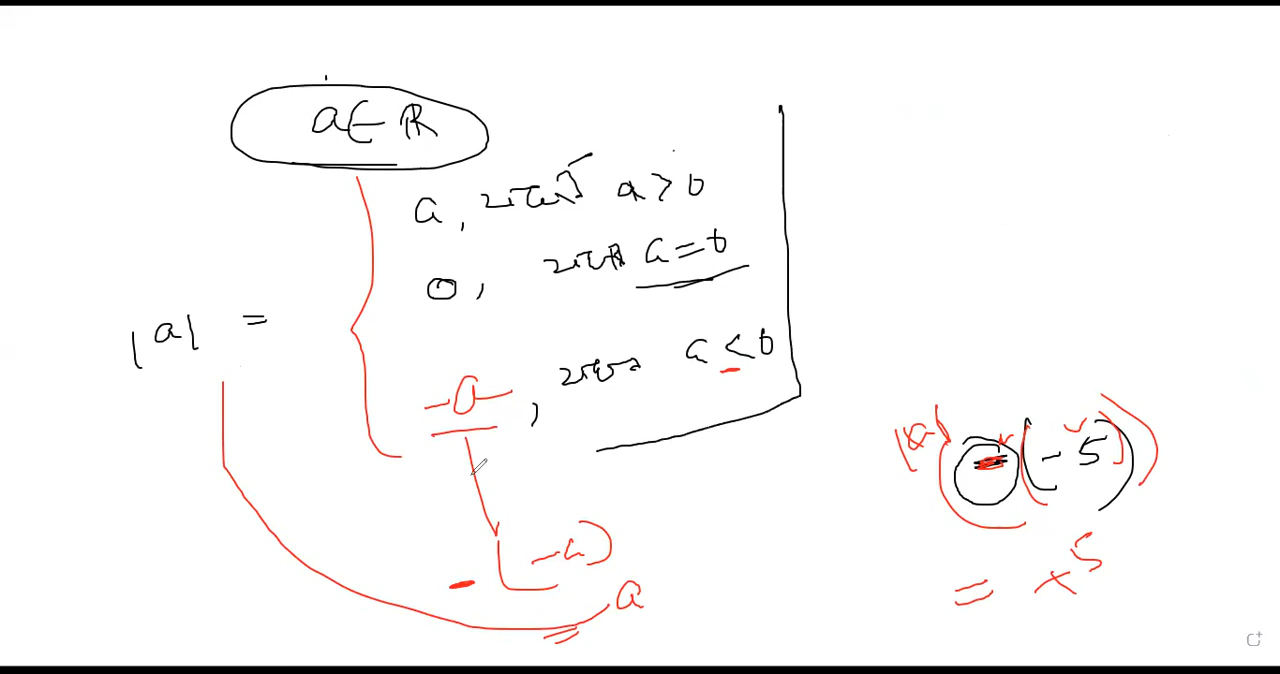 a ∈ ℝ
a, যখন a > 0
0, যখন a = 0
|a| =
-a, যখন a < 0
|a| - (-5)
= +5
-(-a)
a